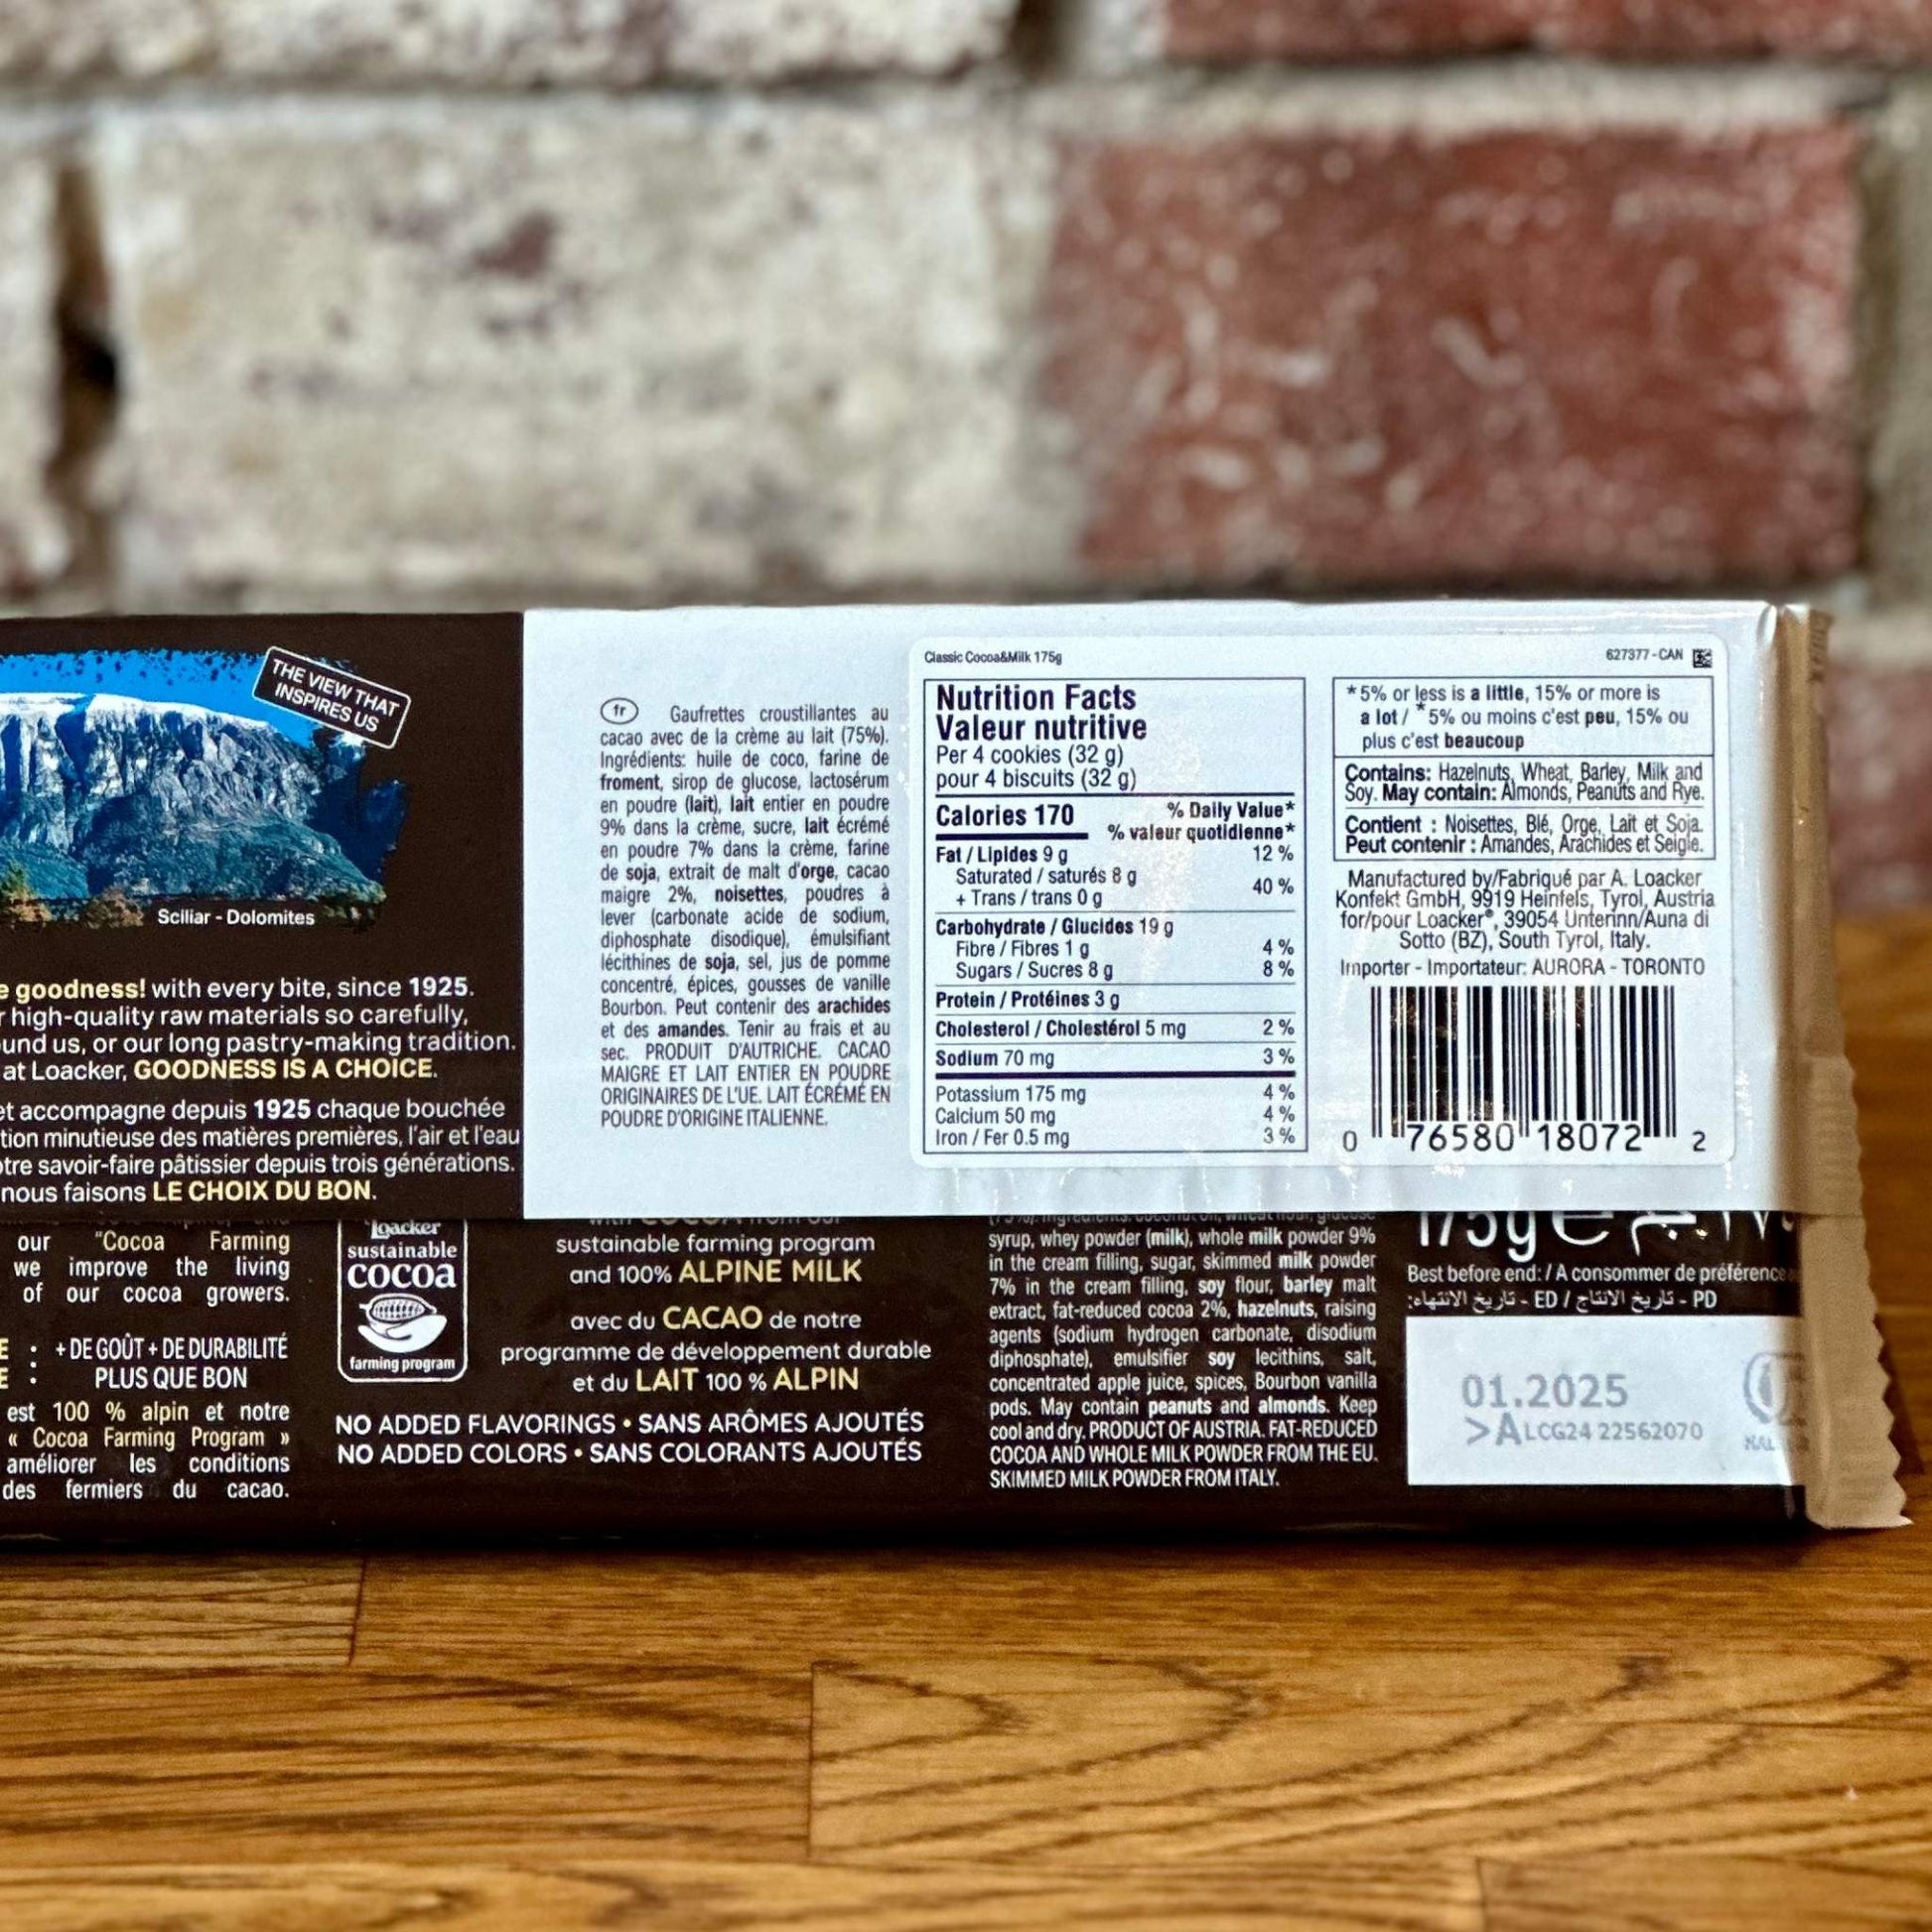 THE VIEW THAT
INSPIRES US
Sciliar - Dolomites
goodness! with every bite, since 1925.
high-quality raw materials so carefully,
us, or our long pastry-making tradition.
at Loacker, GOODNESS IS A CHOICE.
et accompagne depuis 1925 chaque bouchée
minutieuse des matières premières, l'air et l'eau
savoir-faire pâtissier depuis trois générations.
nous faisons LE CHOIX DU BON.
fr Gaufrettes croustillantes au
cacao avec de la crème au lait (75%).
Ingrédients: huile de coco, farine de
froment, sirop de glucose, lactosérum
en poudre (lait), lait entier en poudre
9% dans la crème, sucre, lait écrémé
en poudre 7% dans la crème, farine
de soja, extrait de malt d'orge, cacao
maigre 2%, noisettes, poudres à
lever (carbonate acide de sodium,
diphosphate disodique), émulsifiant
lécithines de soja, sel, jus de pomme
concentré, épices, gousses de vanille
Bourbon. Peut contenir des arachides
et des amandes. Tenir au frais et au
sec. PRODUIT D'AUTRICHE. CACAO
MAIGRE ET LAIT ENTIER EN POUDRE
ORIGINAIRES DE L'UE. LAIT ÉCRÉMÉ EN
POUDRE D'ORIGINE ITALIENNE.
Classic Cocoa&Milk 175g
627377-CAN
Nutrition Facts
Valeur nutritive
Per 4 cookies (32 g)
pour 4 biscuits (32 g)
Calories 170 % Daily Value*
% valeur quotidienne*
Fat / Lipides 9 g 12 %
Saturated / saturés 8 g
+ Trans / trans 0 g 40 %
Carbohydrate / Glucides 19 g
Fibre / Fibres 1 g 4 %
Sugars / Sucres 8 g 8 %
Protein / Protéines 3 g
Cholesterol / Cholestérol 5 mg 2 %
Sodium 70 mg 3 %
Potassium 175 mg 4 %
Calcium 50 mg 4 %
Iron / Fer 0.5 mg 3 %
*5% or less is a little, 15% or more is
a lot / *5% ou moins c'est peu, 15% ou
plus c'est beaucoup
Contains: Hazelnuts, Wheat, Barley, Milk and
Soy. May contain: Almonds, Peanuts and Rye.
Contient : Noisettes, Blé, Orge, Lait et Soja.
Peut contenir : Amandes, Arachides et Seigle.
Manufactured by/Fabriqué par A. Loacker
Konfekt GmbH, 9919 Heinfels, Tyrol, Austria
for/pour Loacker®, 39054 Unterinn/Auna di
Sotto (BZ), South Tyrol, Italy.
Importer - Importateur: AURORA - TORONTO
0 76580 18072 2
our "Cocoa Farming
we improve the living
of our cocoa growers.
: + DE GOÛT + DE DURABILITÉ
: PLUS QUE BON
est 100 % alpin et notre
« Cocoa Farming Program »
améliorer les conditions
des fermiers du cacao.
Loacker
sustainable
cocoa
farming program
sustainable farming program
and 100% ALPINE MILK
avec du CACAO de notre
programme de développement durable
et du LAIT 100 % ALPIN
NO ADDED FLAVORINGS • SANS ARÔMES AJOUTÉS
NO ADDED COLORS • SANS COLORANTS AJOUTÉS
syrup, whey powder (milk), whole milk powder 9%
in the cream filling, sugar, skimmed milk powder
7% in the cream filling, soy flour, barley malt
extract, fat-reduced cocoa 2%, hazelnuts, raising
agents (sodium hydrogen carbonate, disodium
diphosphate), emulsifier soy lecithins, salt,
concentrated apple juice, spices, Bourbon vanilla
pods. May contain peanuts and almonds. Keep
cool and dry. PRODUCT OF AUSTRIA. FAT-REDUCED
COCOA AND WHOLE MILK POWDER FROM THE EU.
SKIMMED MILK POWDER FROM ITALY.
175g e
Best before end: / A consommer de préférence
PD - تاريخ الانتاج / ED - تاريخ الانتهاء:
01.2025
>A LCG24 22562070